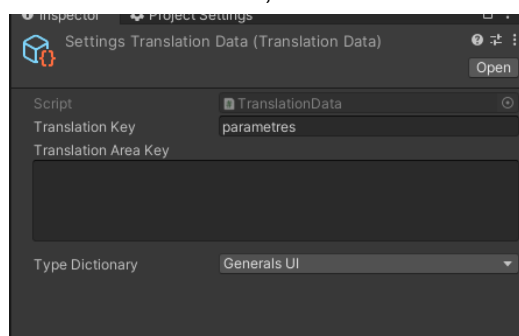 Inspector Project Settings
Settings Translation Data (Translation Data)
Open
Script TranslationData
Translation Key parametres
Translation Area Key
Type Dictionary Generals UI